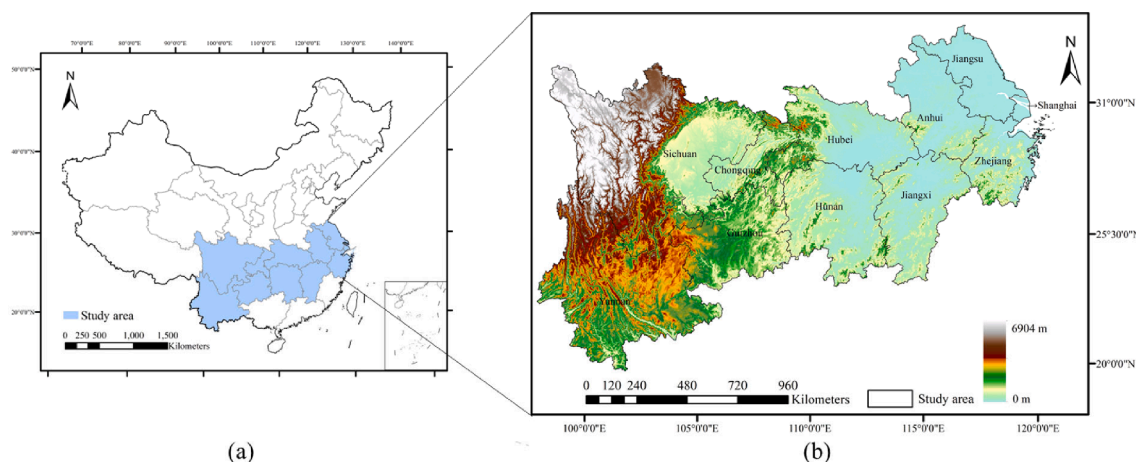 70°0'0"E 80°0'0"E 90°0'0"E 100°0'0"E 110°0'0"E 120°0'0"E 130°0'0"E 140°0'0"E
50°0'0"N
40°0'0"N
30°0'0"N
20°0'0"N
N
Study area
0 250 500 1,000 1,500
Kilometers
(a)
N
Jiangsu
Shanghai
Anhui
Hubei
Zhejiang
Sichuan
Chongqing
Jiangxi
Hunan
Guizhou
Yunnan
31°0'0"N
25°30'0"N
20°0'0"N
6904 m
0 m
0 120 240 480 720 960
Kilometers
Study area
100°0'0"E 105°0'0"E 110°0'0"E 115°0'0"E 120°0'0"E
(b)